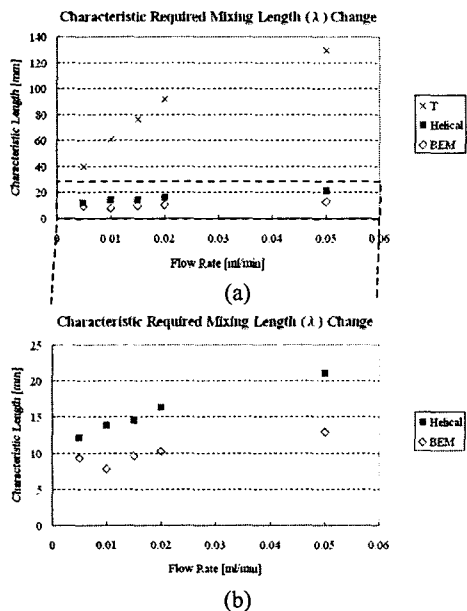 Characteristic Required Mixing Length (λ) Change
Characteristic Length [mm]
140
120
100
80
60
40
20
0
0
0.01
0.02
0.03
0.04
0.05
0.06
Flow Rate [ml/min]
× T
■ Helical
◇ BEM
(a)
Characteristic Required Mixing Length (λ) Change
Characteristic Length [mm]
25
20
15
10
5
0
0
0.01
0.02
0.03
0.04
0.05
0.06
Flow Rate [ml/min]
■ Helical
◇ BEM
(b)